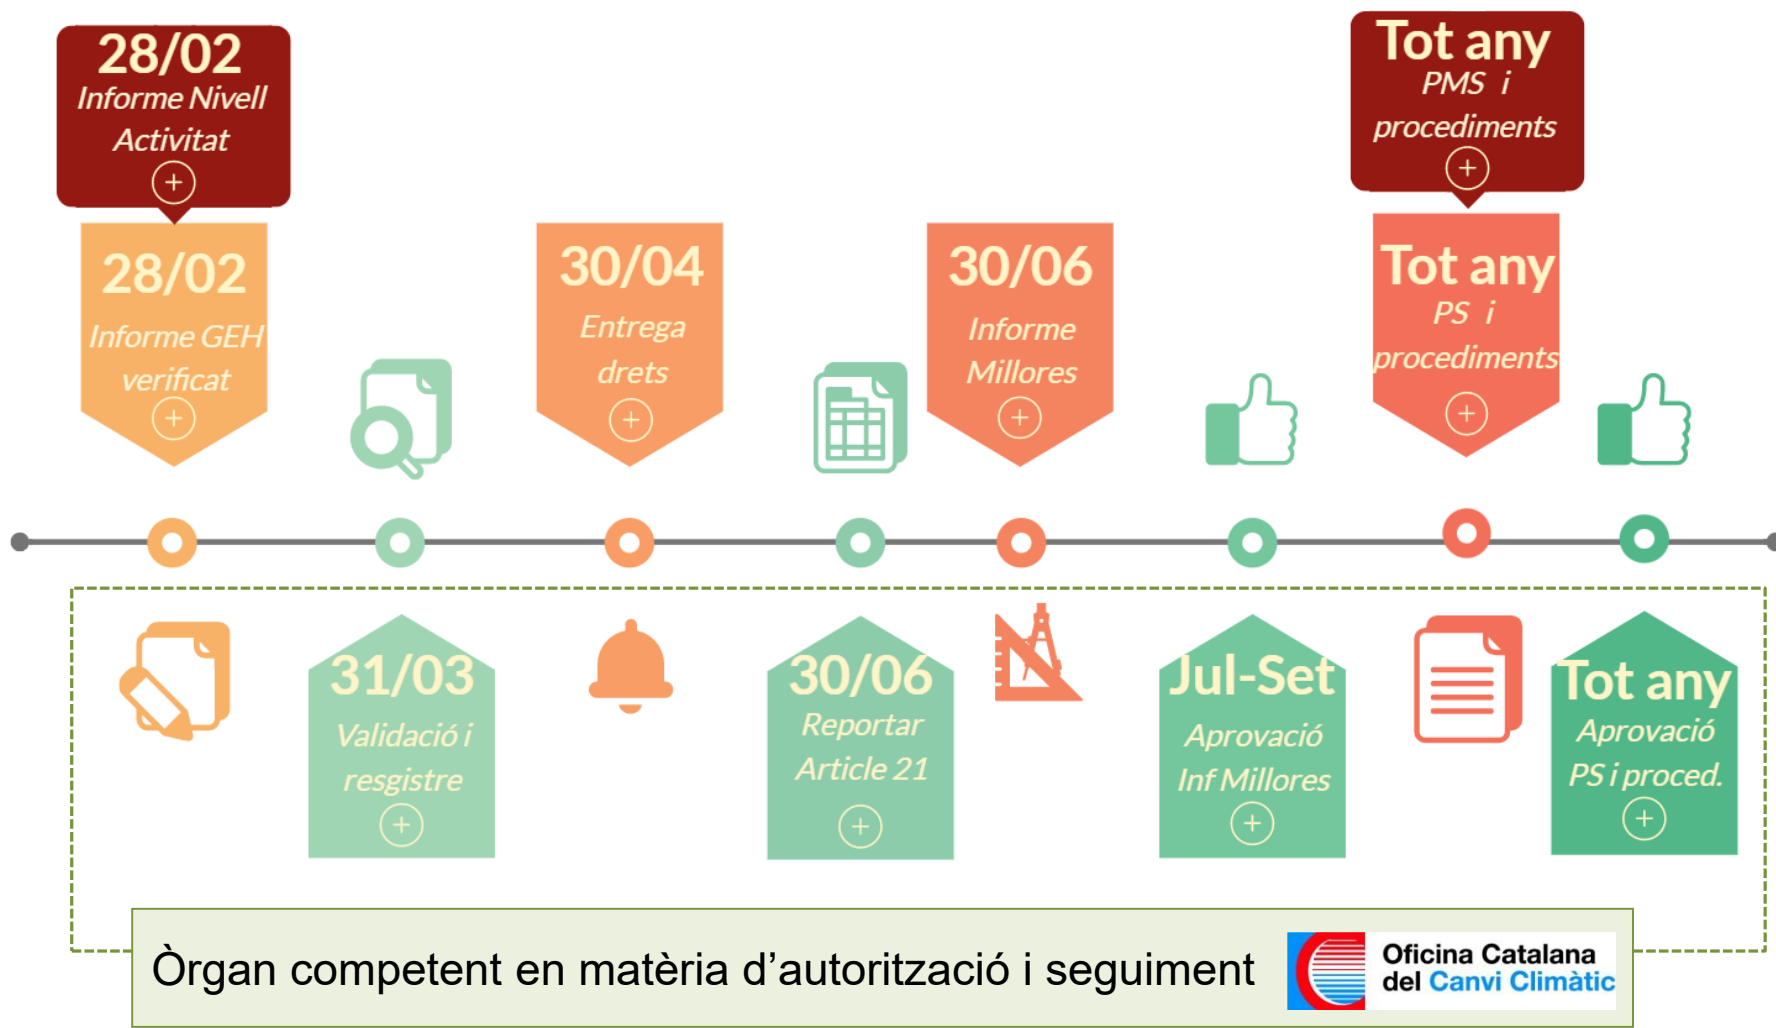 28/02
Informe Nivell
Activitat
28/02
Informe GEH
verificat
30/04
Entrega
drets
30/06
Informe
Millores
Tot any
PMS i
procediments
Tot any
PS i
procediments
31/03
Validació i
resgistre
30/06
Reportar
Article 21
Jul-Set
Aprovació
Inf Millores
Tot any
Aprovació
PS i proced.
Òrgan competent en matèria d’autorització i seguiment
Oficina Catalana
del Canvi Climàtic